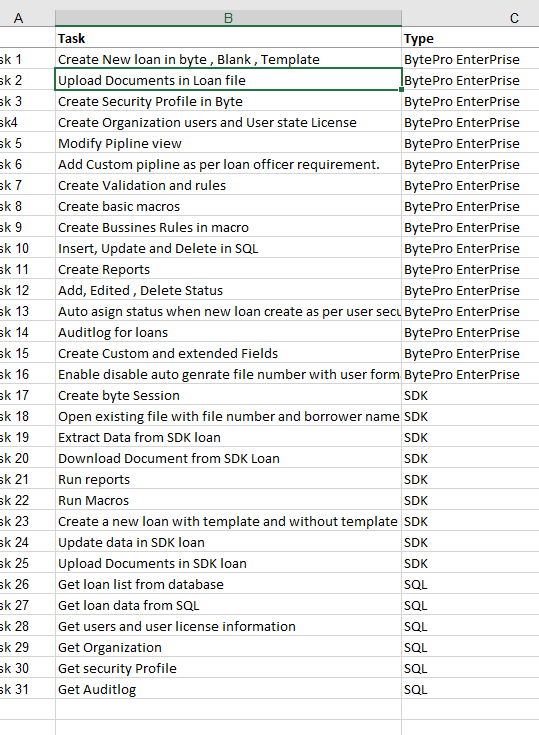 A B C
Task Type
sk 1 Create New loan in byte , Blank , Template BytePro EnterPrise
sk 2 Upload Documents in Loan file BytePro EnterPrise
sk 3 Create Security Profile in Byte BytePro EnterPrise
sk4 Create Organization users and User state License BytePro EnterPrise
sk 5 Modify Pipline view BytePro EnterPrise
sk 6 Add Custom pipline as per loan officer requirement. BytePro EnterPrise
sk 7 Create Validation and rules BytePro EnterPrise
sk 8 Create basic macros BytePro EnterPrise
sk 9 Create Bussines Rules in macro BytePro EnterPrise
sk 10 Insert, Update and Delete in SQL BytePro EnterPrise
sk 11 Create Reports BytePro EnterPrise
sk 12 Add, Edited , Delete Status BytePro EnterPrise
sk 13 Auto asign status when new loan create as per user secu BytePro EnterPrise
sk 14 Auditlog for loans BytePro EnterPrise
sk 15 Create Custom and extended Fields BytePro EnterPrise
sk 16 Enable disable auto genrate file number with user form BytePro EnterPrise
sk 17 Create byte Session SDK
sk 18 Open existing file with file number and borrower name SDK
sk 19 Extract Data from SDK loan SDK
sk 20 Download Document from SDK Loan SDK
sk 21 Run reports SDK
sk 22 Run Macros SDK
sk 23 Create a new loan with template and without template SDK
sk 24 Update data in SDK loan SDK
sk 25 Upload Documents in SDK loan SDK
sk 26 Get loan list from database SQL
sk 27 Get loan data from SQL SQL
sk 28 Get users and user license information SQL
sk 29 Get Organization SQL
sk 30 Get security Profile SQL
sk 31 Get Auditlog SQL